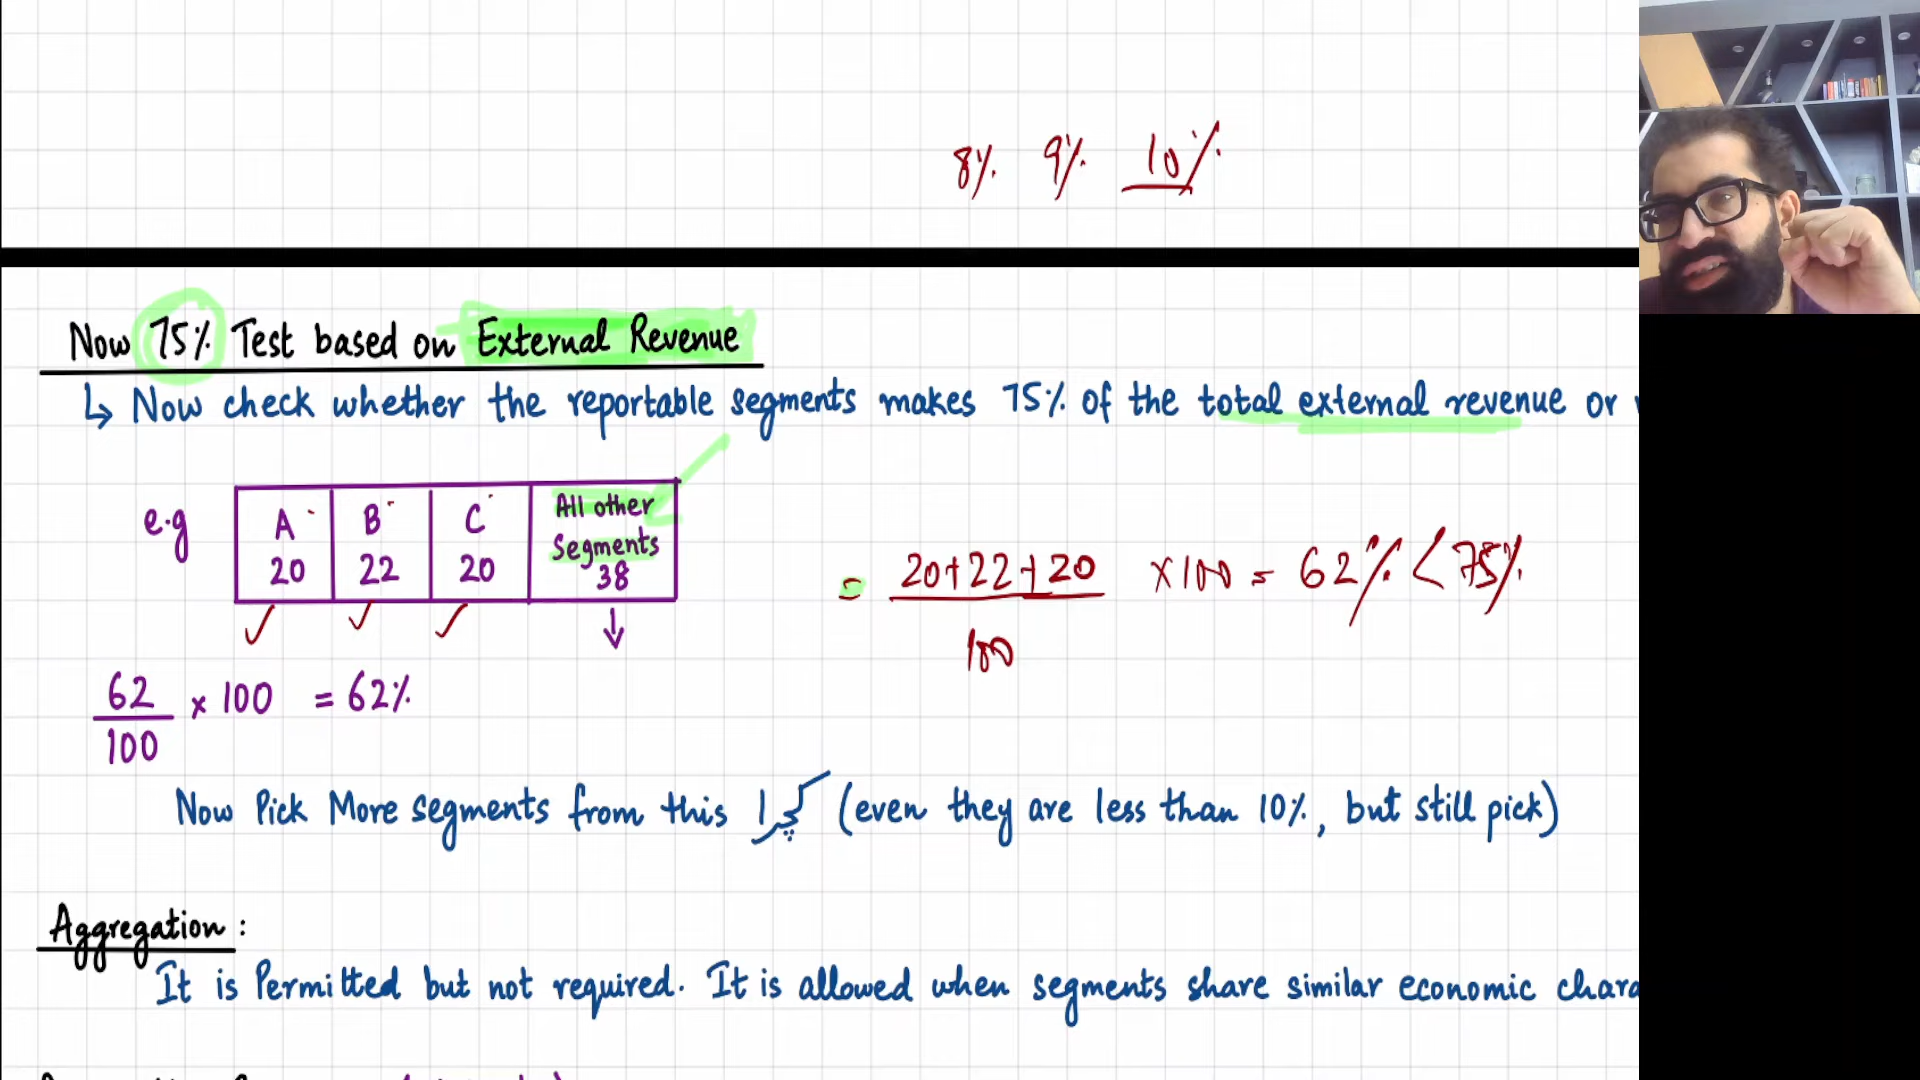 8% 9% 10%
Now 75% Test based on External Revenue
↳ Now check whether the reportable segments makes 75% of the total external revenue or
e.g
A B C All other Segments
20 22 20 38
= 20+22+20 / 100 × 100 = 62% < 75%
62 / 100 × 100 = 62%
Now Pick More segments from this کچرا (even they are less than 10%, but still pick)
Aggregation:
It is Permitted but not required. It is allowed when segments share similar economic chara